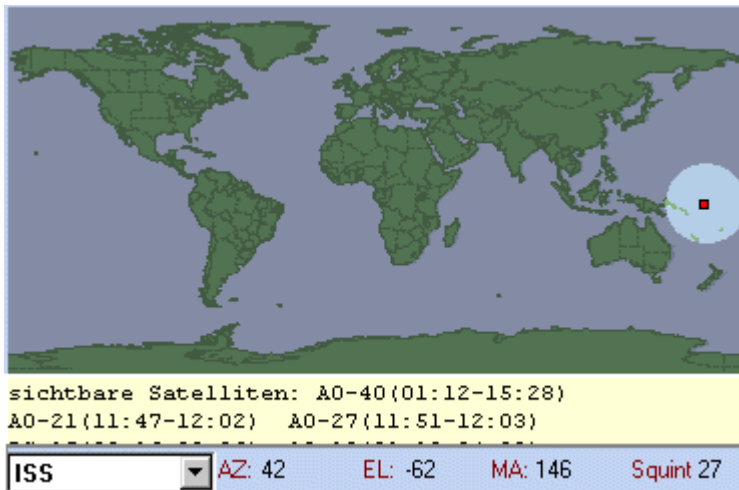 sichtbare Satelliten: AO-40(01:12-15:28)
AO-21(11:47-12:02) AO-27(11:51-12:03)
ISS AZ: 42 EL: -62 MA: 146 Squint 27